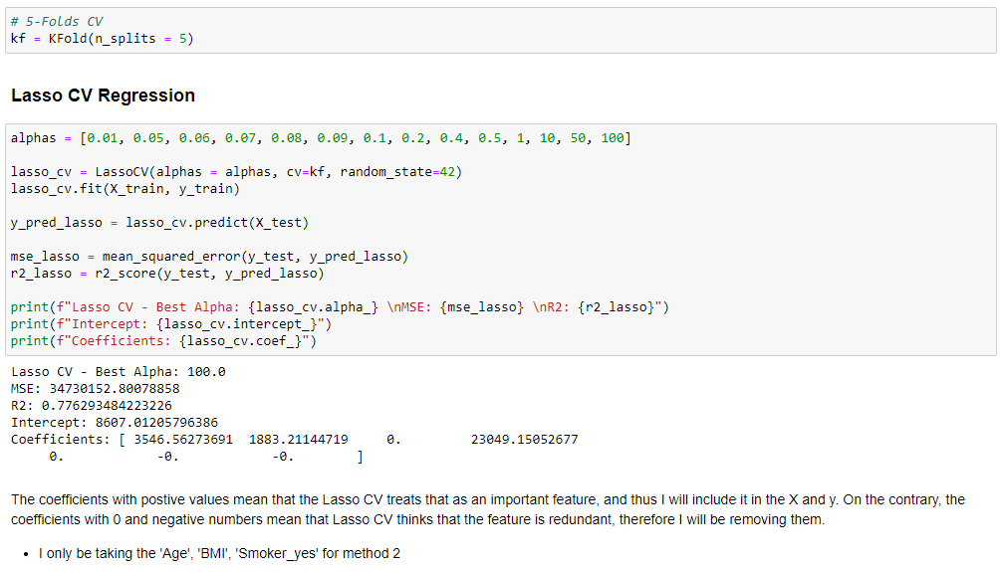 # 5-Folds CV
kf = KFold(n_splits = 5)
Lasso CV Regression
alphas = [0.01, 0.05, 0.06, 0.07, 0.08, 0.09, 0.1, 0.2, 0.4, 0.5, 1, 10, 50, 100]
lasso_cv = LassoCV(alphas = alphas, cv=kf, random_state=42)
lasso_cv.fit(X_train, y_train)
y_pred_lasso = lasso_cv.predict(X_test)
mse_lasso = mean_squared_error(y_test, y_pred_lasso)
r2_lasso = r2_score(y_test, y_pred_lasso)
print(f"Lasso CV - Best Alpha: {lasso_cv.alpha_} \nMSE: {mse_lasso} \nR2: {r2_lasso}")
print(f"Intercept: {lasso_cv.intercept_}")
print(f"Coefficients: {lasso_cv.coef_}")
Lasso CV - Best Alpha: 100.0
MSE: 34730152.80078858
R2: 0.776293484223226
Intercept: 8607.01205796386
Coefficients: [ 3546.56273691  1883.21144719     0.         23049.15052677
     0.            -0.            -0.        ]
The coefficients with postive values mean that the Lasso CV treats that as an important feature, and thus I will include it in the X and y. On the contrary, the
coefficients with 0 and negative numbers mean that Lasso CV thinks that the feature is redundant, therefore I will be removing them.
• I only be taking the 'Age', 'BMI', 'Smoker_yes' for method 2